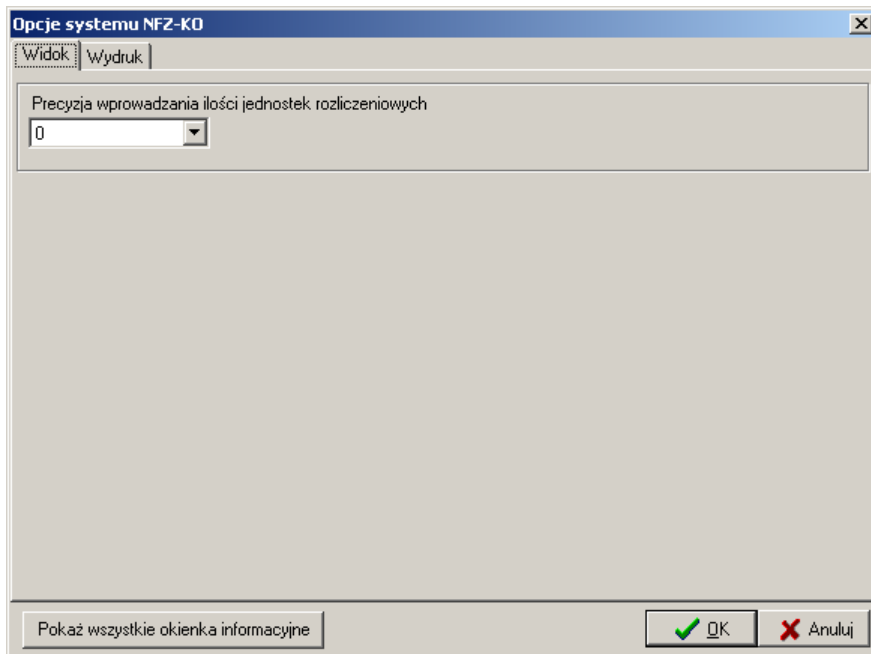 Opcje systemu NFZ-KO
Widok Wydruk
Precyzja wprowadzania ilości jednostek rozliczeniowych
0
Pokaż wszystkie okienka informacyjne OK Anuluj